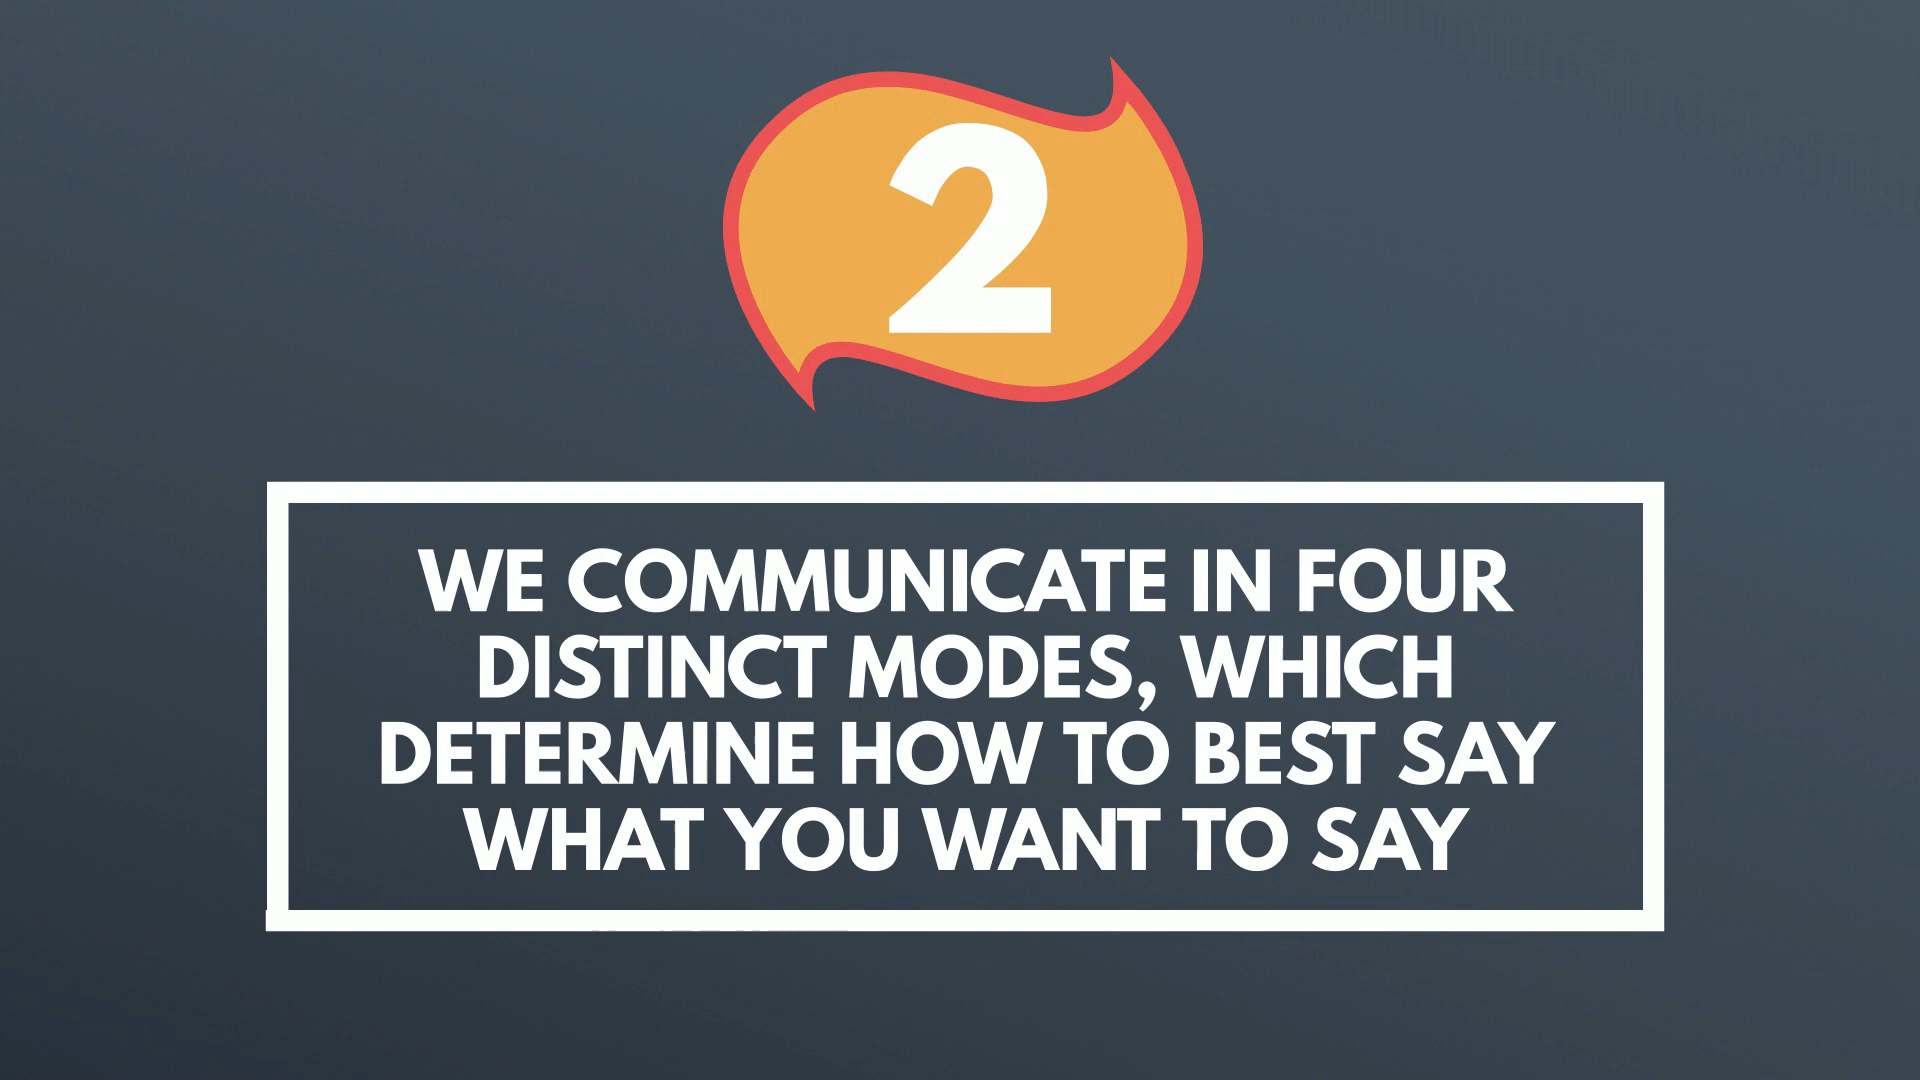 2
WE COMMUNICATE IN FOUR
DISTINCT MODES, WHICH
DETERMINE HOW TO BEST SAY
WHAT YOU WANT TO SAY